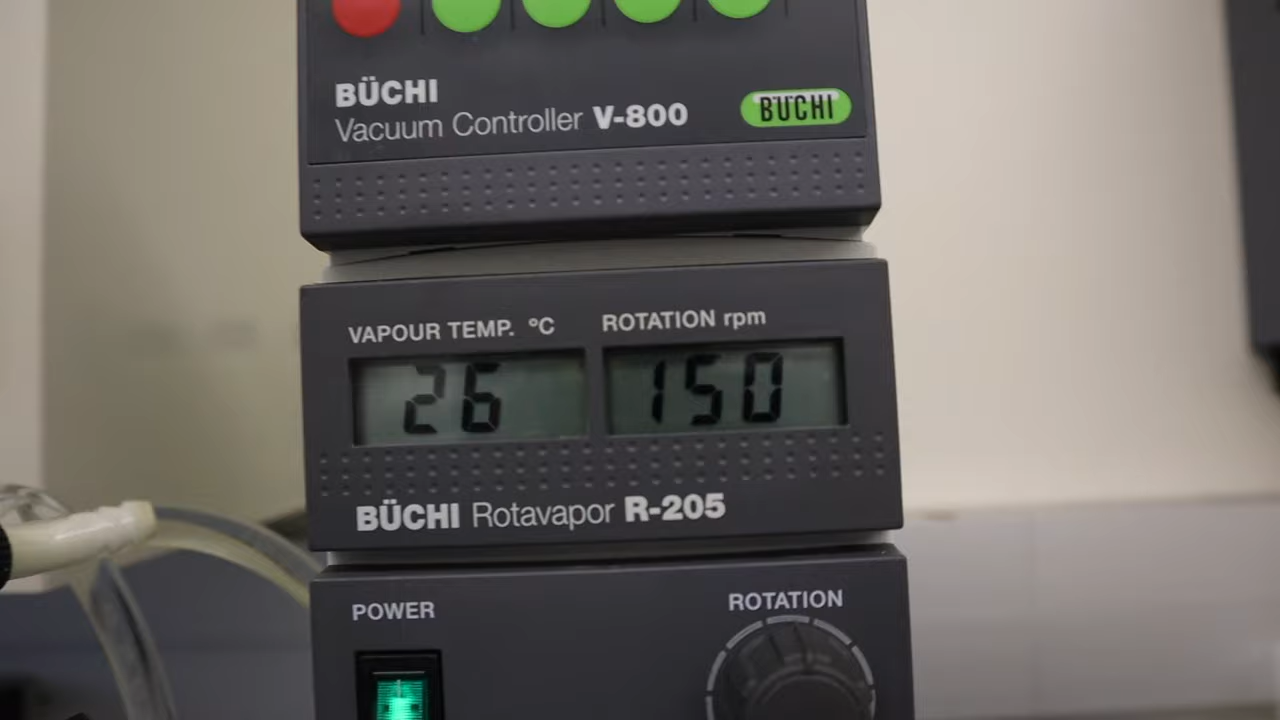 BÜCHI
Vacuum Controller V-800
BÜCHI
VAPOUR TEMP. °C
ROTATION rpm
26
150
BÜCHI Rotavapor R-205
POWER
ROTATION